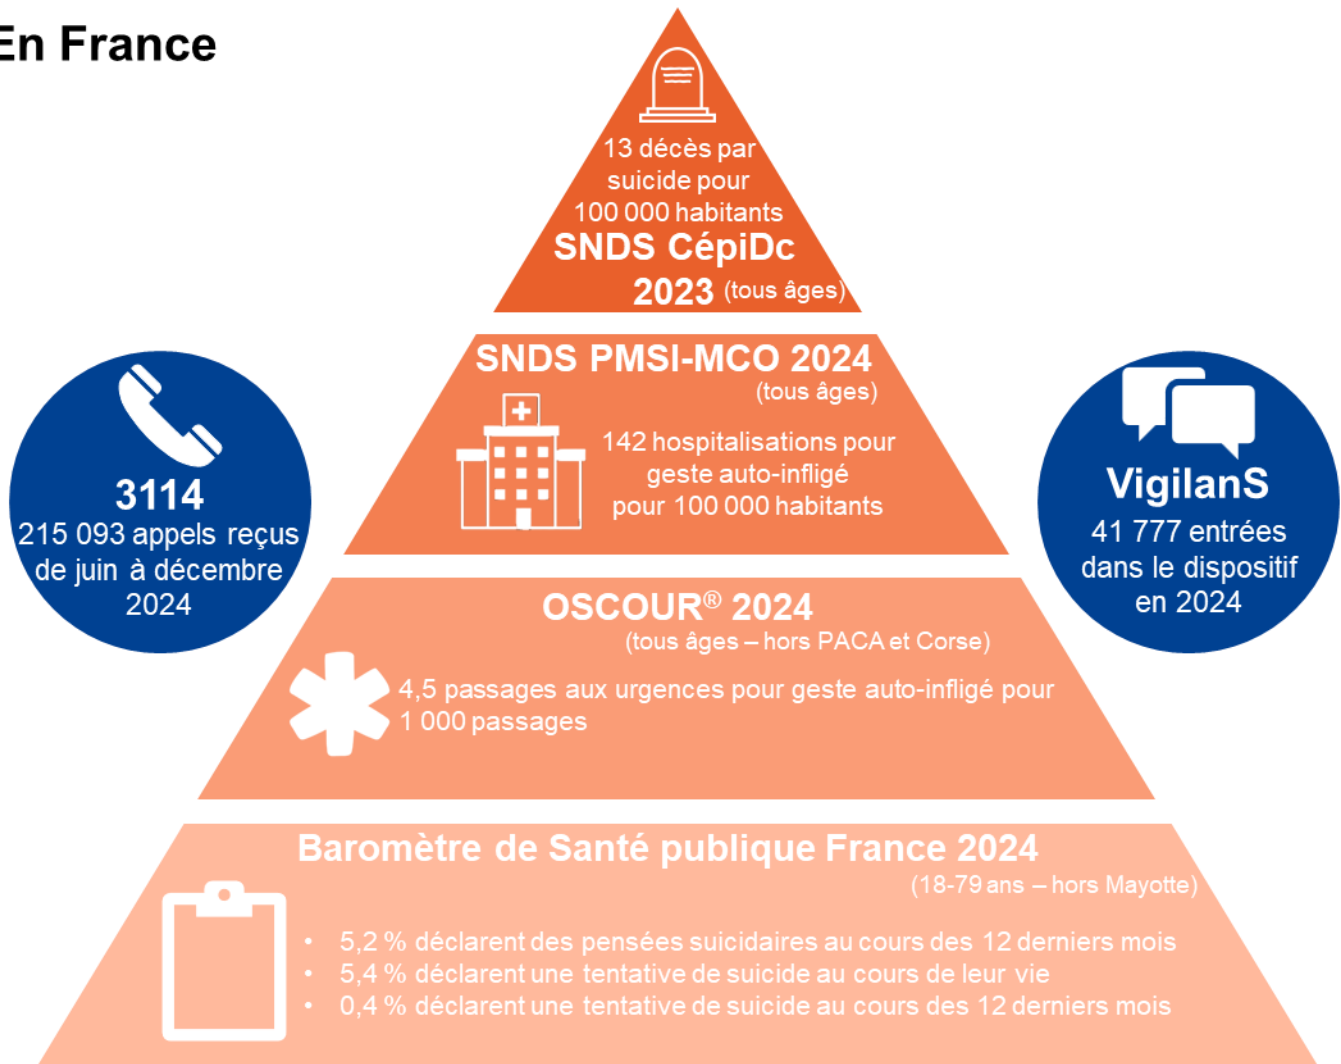 En France
13 décès par
suicide pour
100 000 habitants
SNDS CépiDc
2023 (tous âges)
SNDS PMSI-MCO 2024
(tous âges)
142 hospitalisations pour
geste auto-infligé
pour 100 000 habitants
3114
215 093 appels reçus
de juin à décembre
2024
VigilanS
41 777 entrées
dans le dispositif
en 2024
OSCOUR® 2024
(tous âges – hors PACA et Corse)
4,5 passages aux urgences pour geste auto-infligé pour
1 000 passages
Baromètre de Santé publique France 2024
(18-79 ans – hors Mayotte)
• 5,2 % déclarent des pensées suicidaires au cours des 12 derniers mois
• 5,4 % déclarent une tentative de suicide au cours de leur vie
• 0,4 % déclarent une tentative de suicide au cours des 12 derniers mois